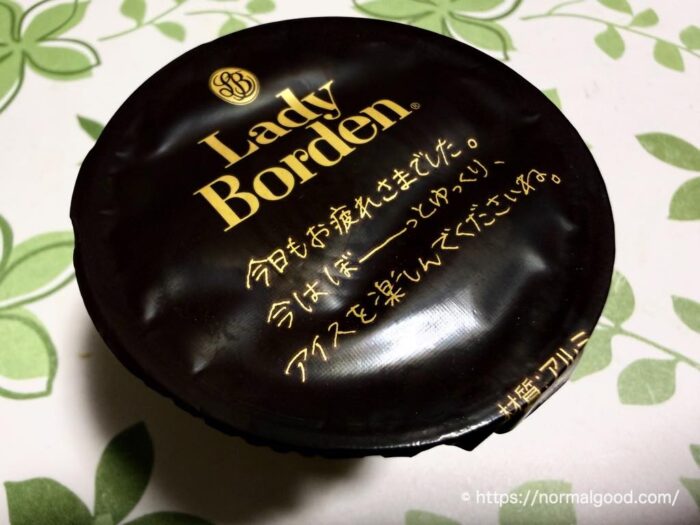 LB
Lady
Borden®
今日もお疲れさまでした。
今はぼーーっとゆっくり、
アイスを楽しんでくださいね。
材質:アルミ
© https://normalgood.com/